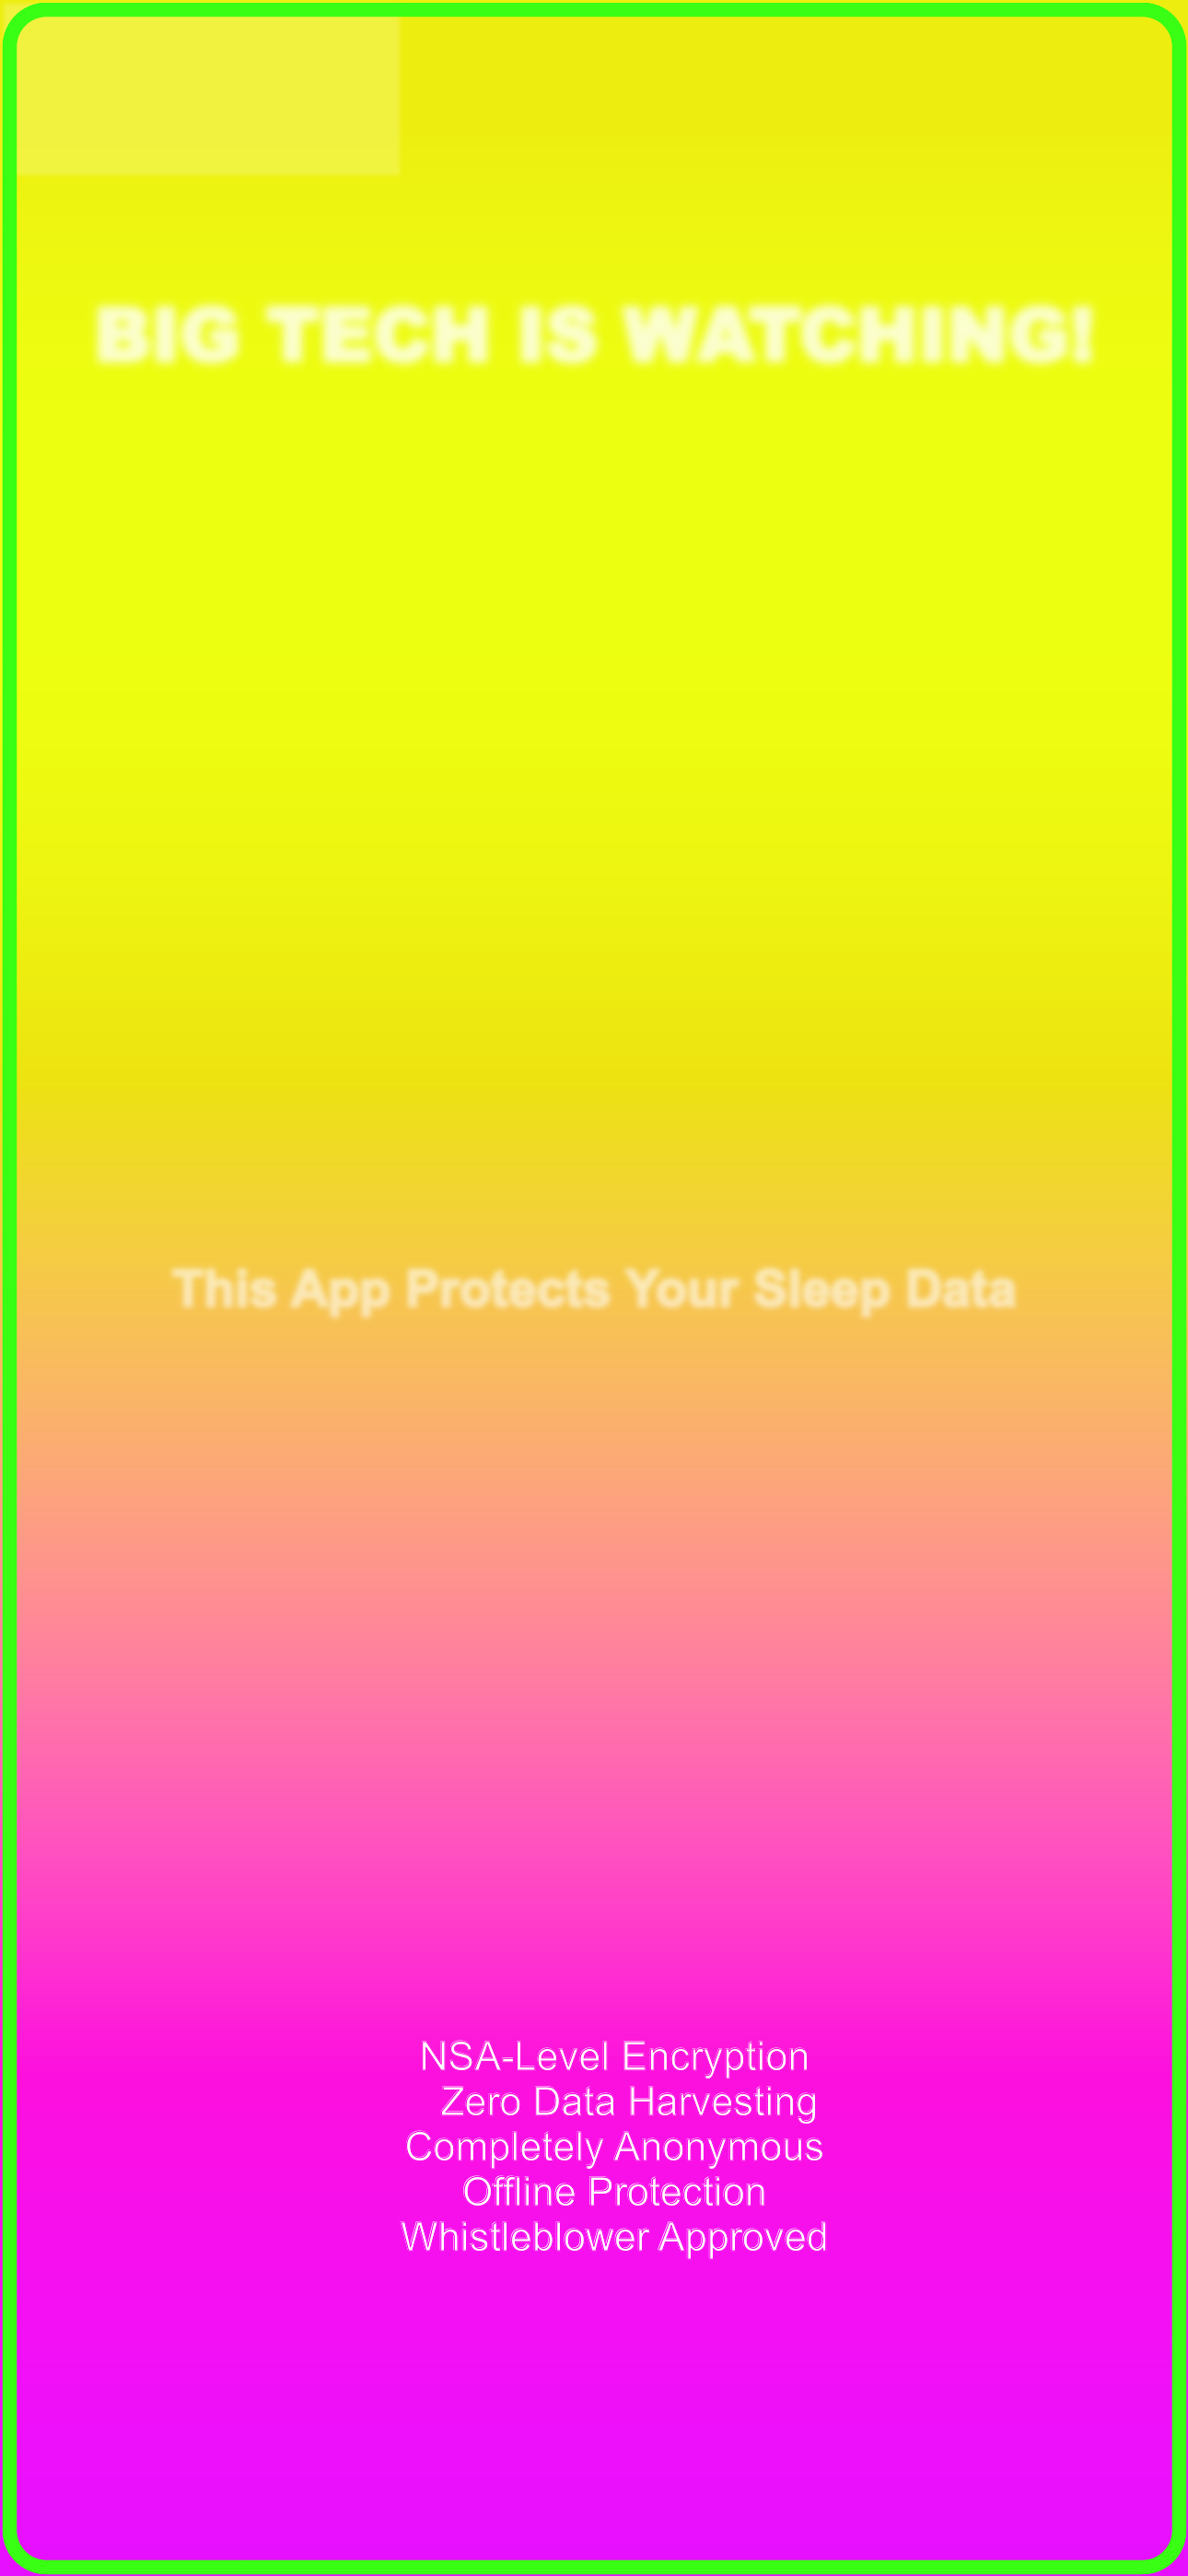 BIG TECH IS WATCHING!
This App Protects Your Sleep Data
NSA-Level Encryption
Zero Data Harvesting
Completely Anonymous
Offline Protection
Whistleblower Approved